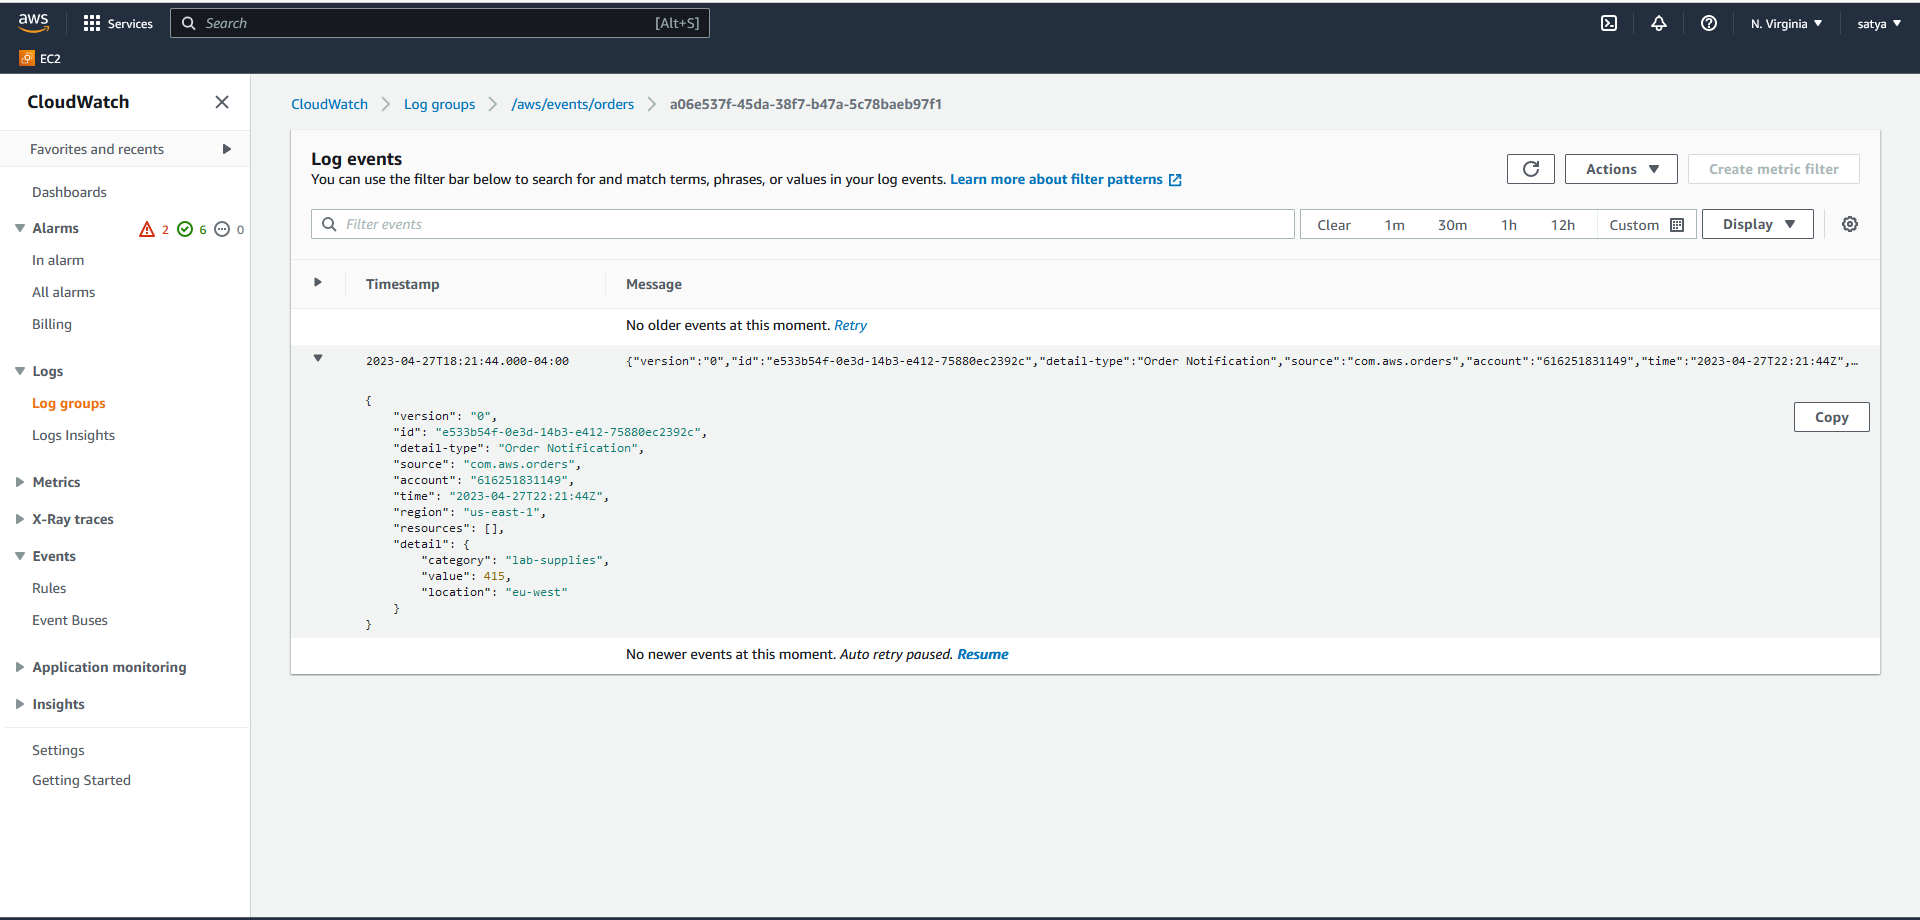 aws
Services
Search
[Alt+S]
N. Virginia
satya
EC2
CloudWatch
Favorites and recents
Dashboards
Alarms
2
6
0
In alarm
All alarms
Billing
Logs
Log groups
Logs Insights
Metrics
X-Ray traces
Events
Rules
Event Buses
Application monitoring
Insights
Settings
Getting Started
CloudWatch
Log groups
/aws/events/orders
a06e537f-45da-38f7-b47a-5c78baeb97f1
Log events
You can use the filter bar below to search for and match terms, phrases, or values in your log events. Learn more about filter patterns
Actions
Create metric filter
Filter events
Clear
1m
30m
1h
12h
Custom
Display
Timestamp
Message
No older events at this moment. Retry
2023-04-27T18:21:44.000-04:00
{"version":"0","id":"e533b54f-0e3d-14b3-e412-75880ec2392c","detail-type":"Order Notification","source":"com.aws.orders","account":"616251831149","time":"2023-04-27T22:21:44Z",…
Copy
{
"version": "0",
"id": "e533b54f-0e3d-14b3-e412-75880ec2392c",
"detail-type": "Order Notification",
"source": "com.aws.orders",
"account": "616251831149",
"time": "2023-04-27T22:21:44Z",
"region": "us-east-1",
"resources": [],
"detail": {
"category": "lab-supplies",
"value": 415,
"location": "eu-west"
}
}
No newer events at this moment. Auto retry paused. Resume